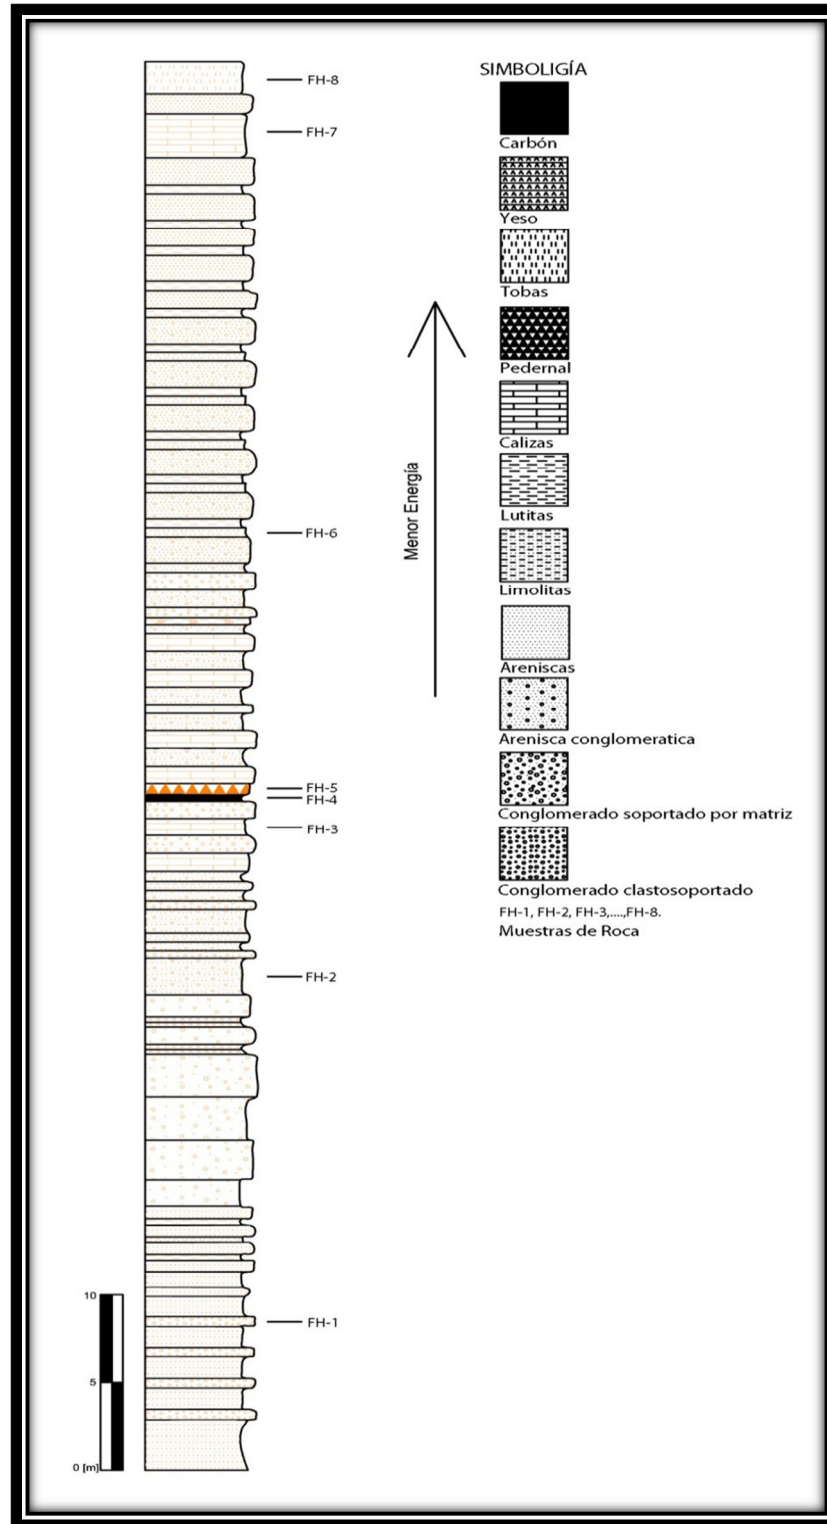 FH-8
FH-7
FH-6
FH-5
FH-4
FH-3
FH-2
FH-1
10
5
0 [m]
Menor Energía
SIMBOLIGÍA
Carbón
Yeso
Tobas
Pedernal
Calizas
Lutitas
Limolitas
Areniscas
Arenisca conglomeratica
Conglomerado soportado por matriz
Conglomerado clastosoportado
FH-1, FH-2, FH-3,....,FH-8.
Muestras de Roca